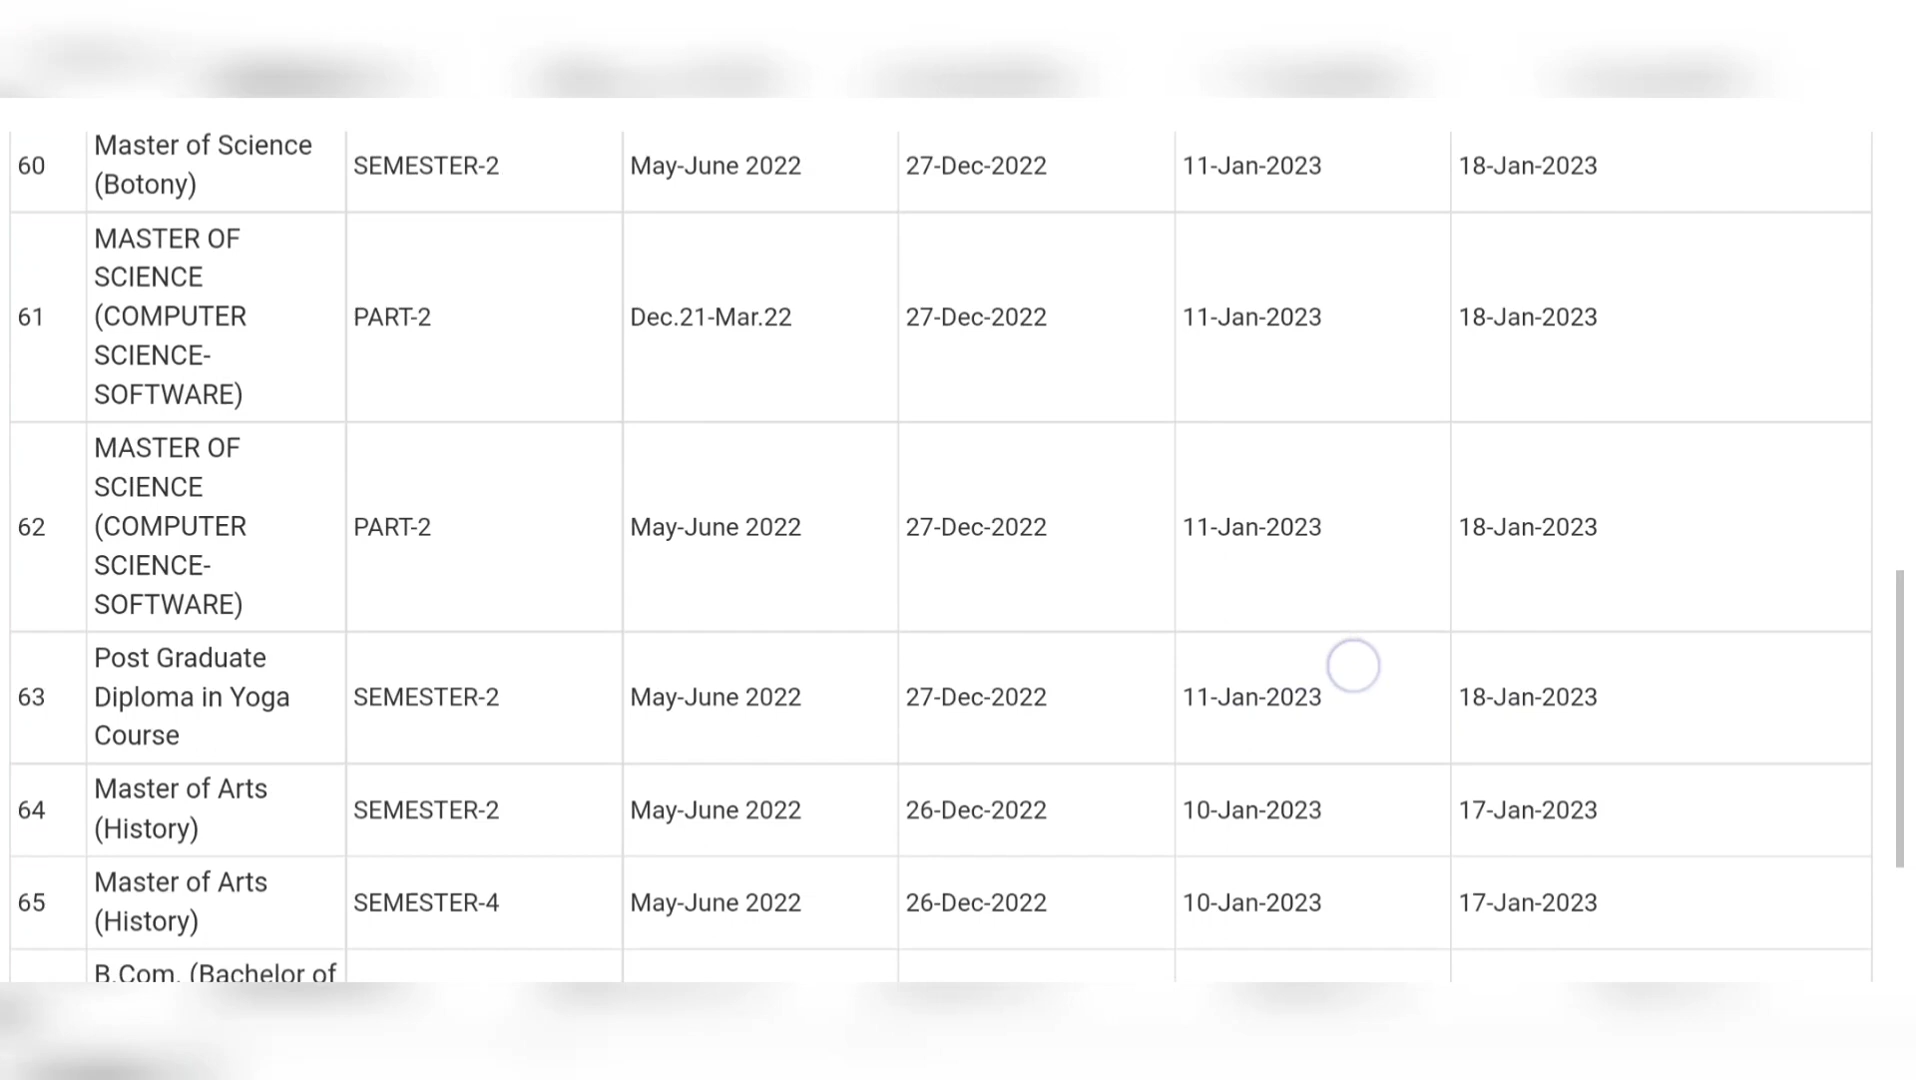 60 Master of Science (Botony) SEMESTER-2 May-June 2022 27-Dec-2022 11-Jan-2023 18-Jan-2023
61 MASTER OF SCIENCE (COMPUTER SCIENCE-SOFTWARE) PART-2 Dec.21-Mar.22 27-Dec-2022 11-Jan-2023 18-Jan-2023
62 MASTER OF SCIENCE (COMPUTER SCIENCE-SOFTWARE) PART-2 May-June 2022 27-Dec-2022 11-Jan-2023 18-Jan-2023
63 Post Graduate Diploma in Yoga Course SEMESTER-2 May-June 2022 27-Dec-2022 11-Jan-2023 18-Jan-2023
64 Master of Arts (History) SEMESTER-2 May-June 2022 26-Dec-2022 10-Jan-2023 17-Jan-2023
65 Master of Arts (History) SEMESTER-4 May-June 2022 26-Dec-2022 10-Jan-2023 17-Jan-2023
B.Com. (Bachelor of